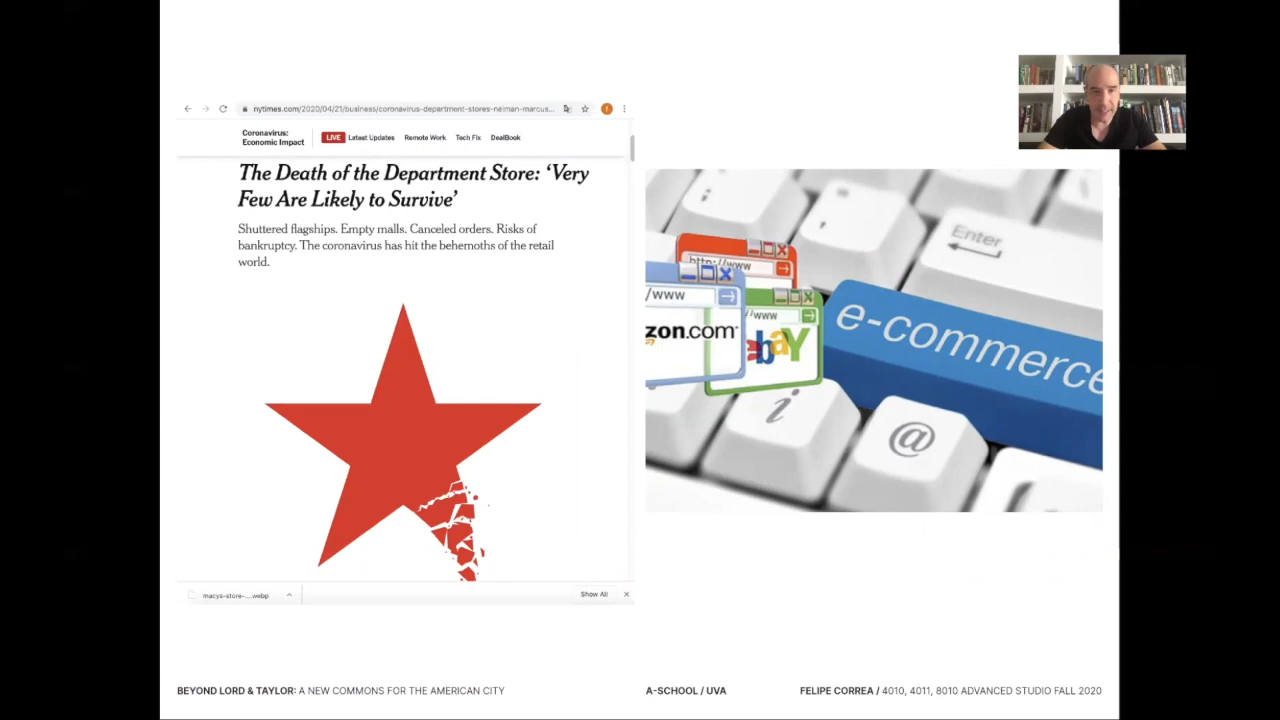 nytimes.com/2020/04/21/business/coronavirus-department-stores-neiman-marcus...
Coronavirus:
Economic Impact
LIVE Latest Updates Remote Work Tech Fix DealBook
The Death of the Department Store: ‘Very
Few Are Likely to Survive’
Shuttered flagships. Empty malls. Canceled orders. Risks of
bankruptcy. The coronavirus has hit the behemoths of the retail
world.
macys-store-....webp
Show All
Enter
http://www
/www
//www
zon.com
ebay
e-commerce
i
@
BEYOND LORD & TAYLOR: A NEW COMMONS FOR THE AMERICAN CITY
A-SCHOOL / UVA
FELIPE CORREA / 4010, 4011, 8010 ADVANCED STUDIO FALL 2020